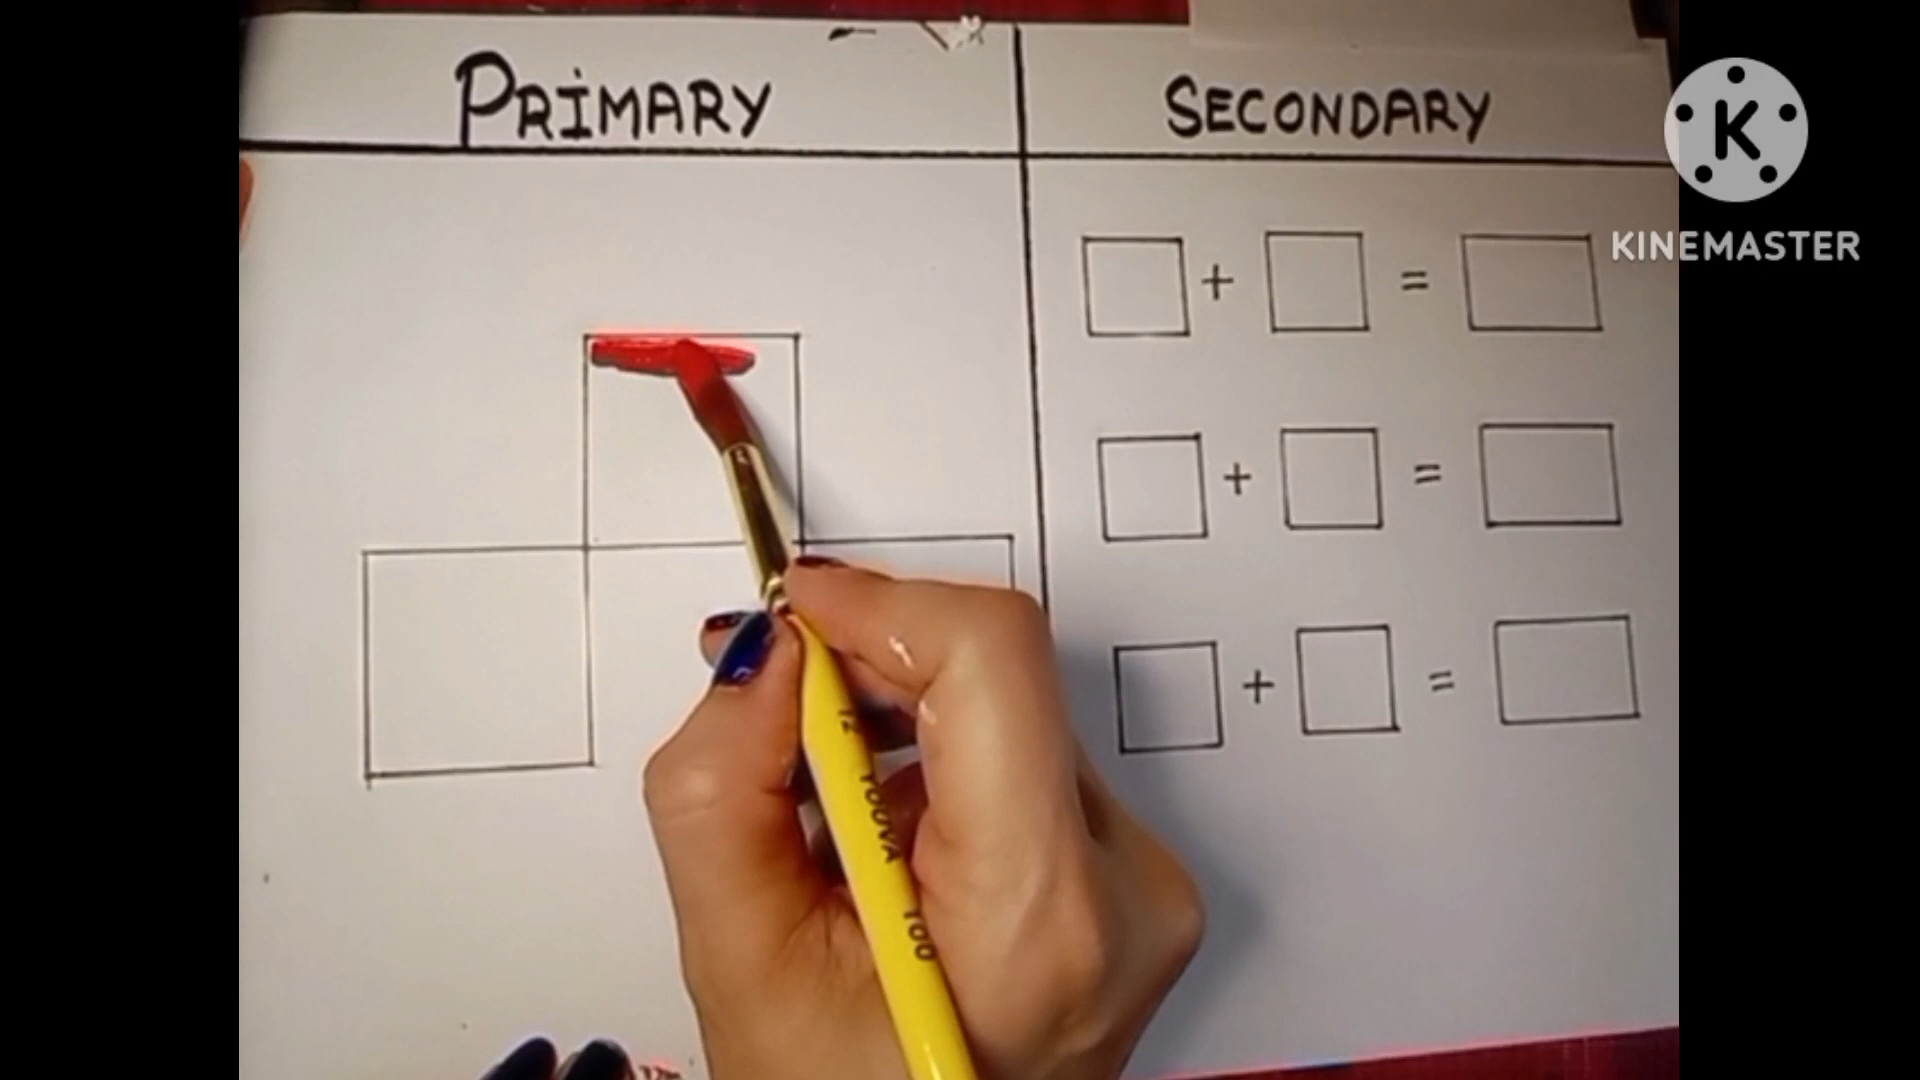 PRIMARY
SECONDARY
+ =
+ =
+ =
12 YOUVA 100
K
KINEMASTER